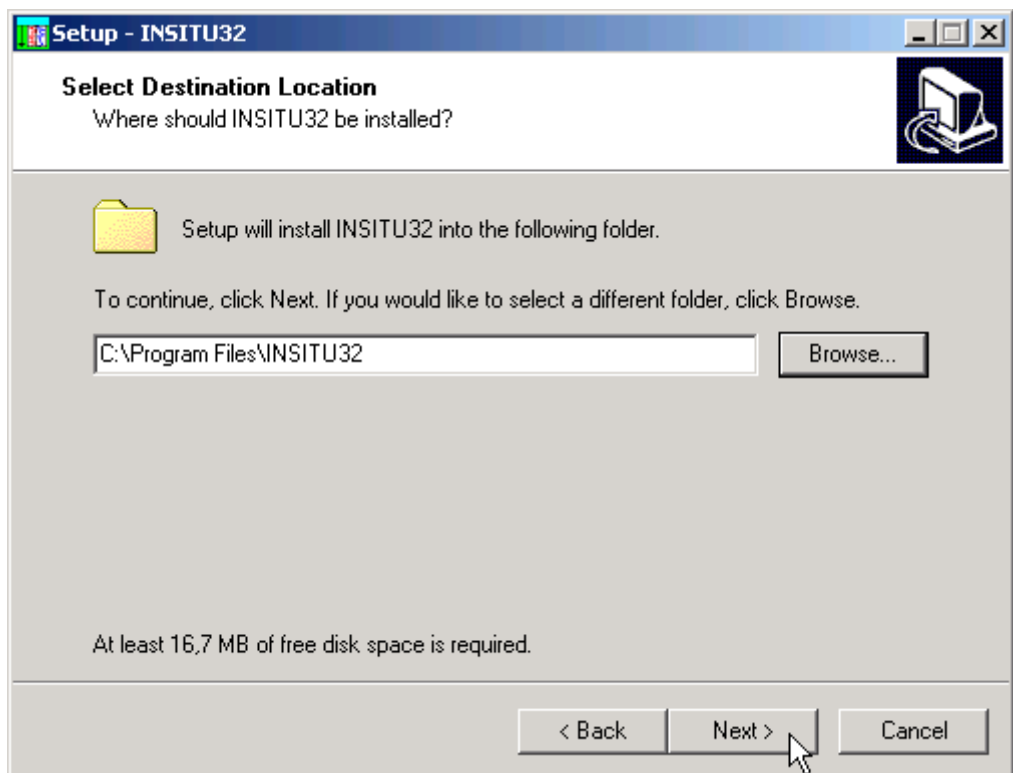 Setup - INSITU32
Select Destination Location
Where should INSITU32 be installed?
Setup will install INSITU32 into the following folder.
To continue, click Next. If you would like to select a different folder, click Browse.
C:\Program Files\INSITU32
Browse...
At least 16,7 MB of free disk space is required.
< Back
Next >
Cancel